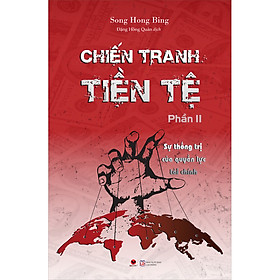 Song Hong Bing
Đặng Hồng Quân dịch
CHIẾN TRANH
TIỀN TỆ
Phần II
Sự thống trị
của quyền lực
tài chính